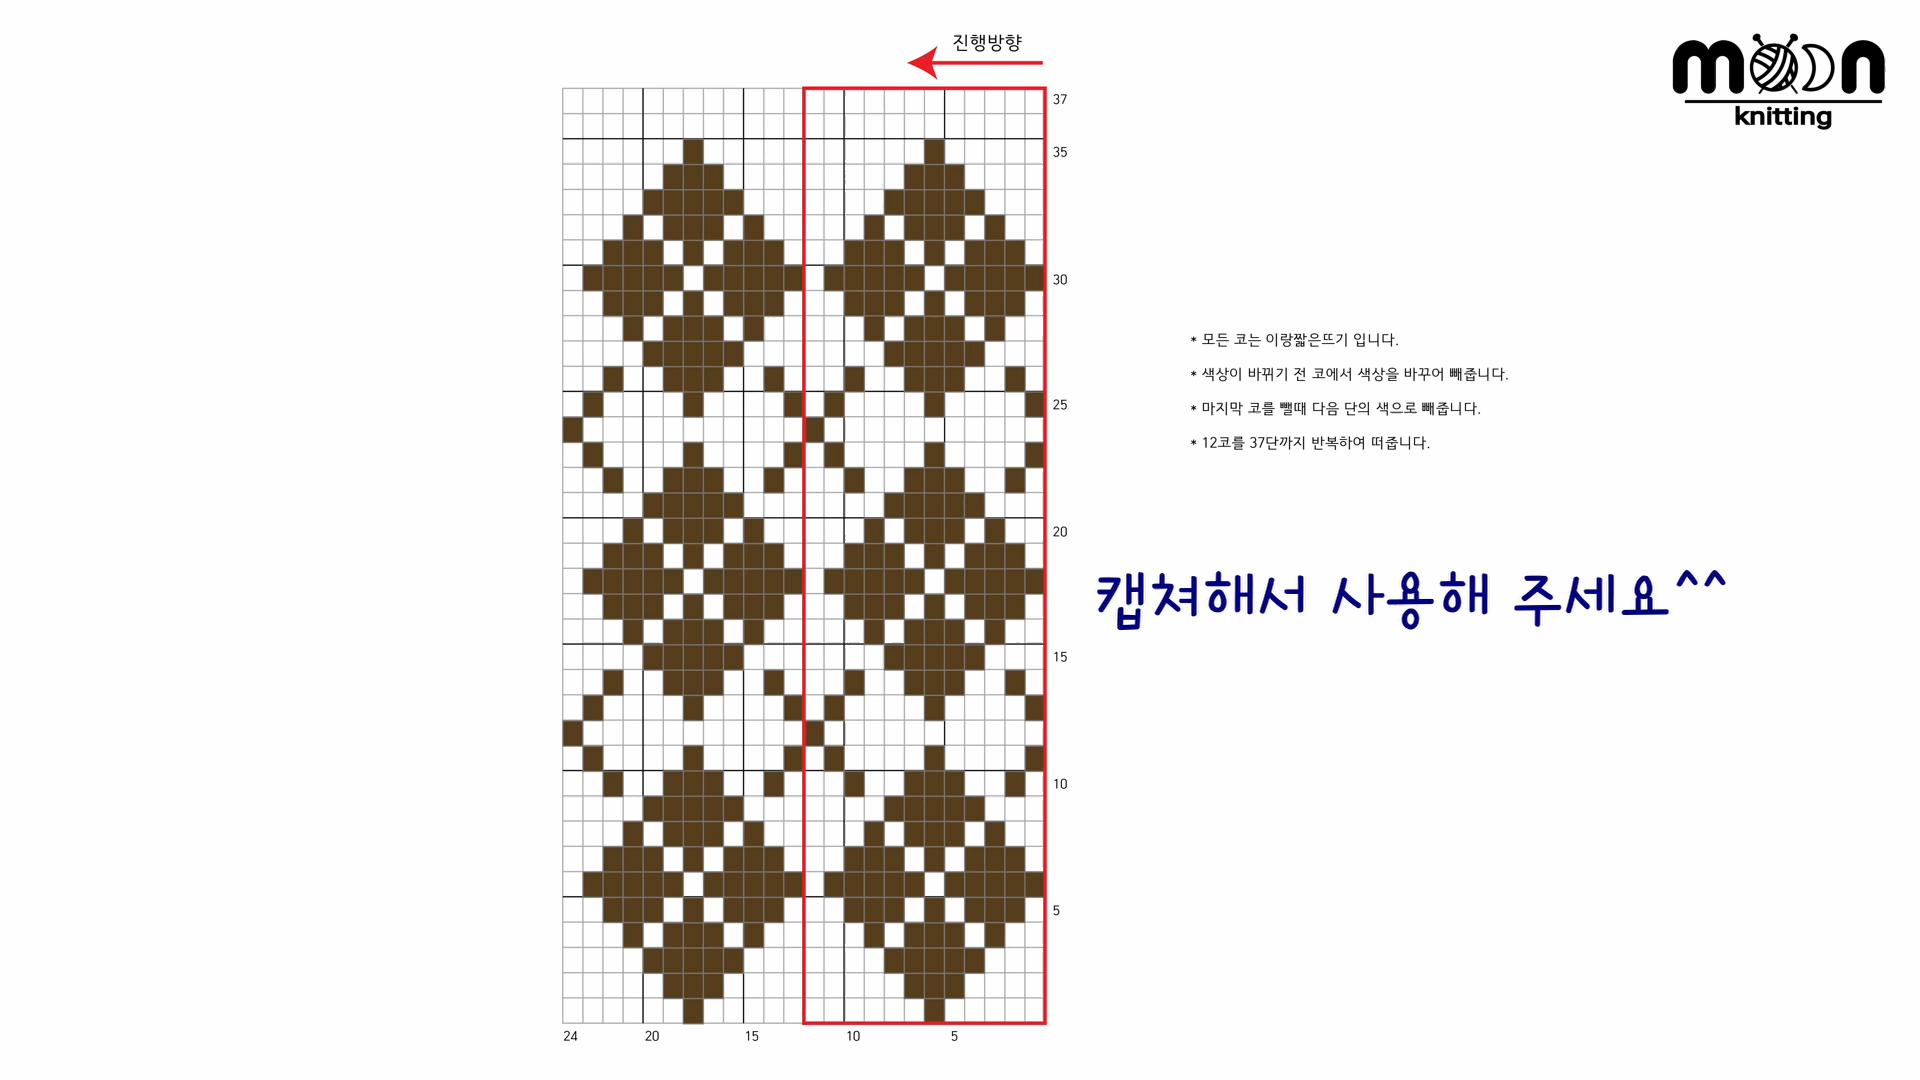 진행방향
moon
knitting
37
35
30
25
20
15
10
5
24 20 15 10 5
* 모든 코는 이랑짧은뜨기 입니다.
* 색상이 바뀌기 전 코에서 색상을 바꾸어 빼줍니다.
* 마지막 코를 뺄때 다음 단의 색으로 빼줍니다.
* 12코를 37단까지 반복하여 떠줍니다.
캡쳐해서 사용해 주세요^^